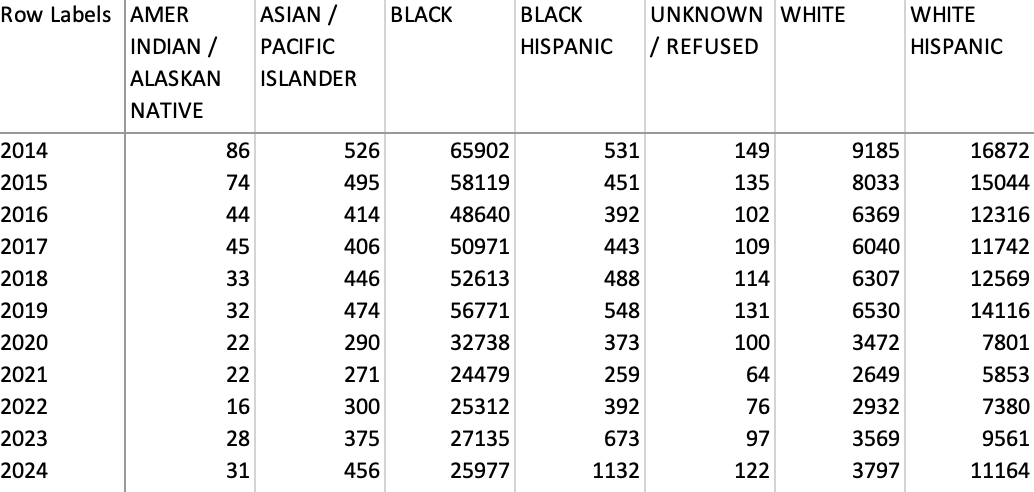 Row Labels AMER INDIAN / ALASKAN NATIVE ASIAN / PACIFIC ISLANDER BLACK BLACK HISPANIC UNKNOWN / REFUSED WHITE WHITE HISPANIC
2014 86 526 65902 531 149 9185 16872
2015 74 495 58119 451 135 8033 15044
2016 44 414 48640 392 102 6369 12316
2017 45 406 50971 443 109 6040 11742
2018 33 446 52613 488 114 6307 12569
2019 32 474 56771 548 131 6530 14116
2020 22 290 32738 373 100 3472 7801
2021 22 271 24479 259 64 2649 5853
2022 16 300 25312 392 76 2932 7380
2023 28 375 27135 673 97 3569 9561
2024 31 456 25977 1132 122 3797 11164